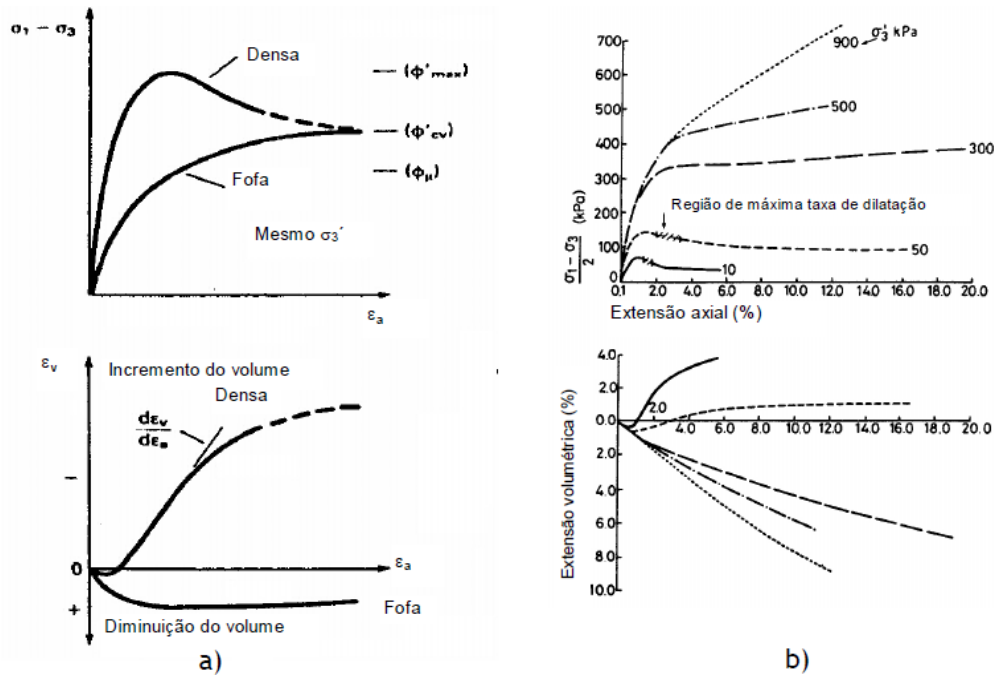 σ₁ − σ₃
Densa
(ϕ′max)
(ϕ′cv)
(ϕμ)
Fofa
Mesmo σ₃′
εa
εv
Incremento do volume
Densa
dεv
dεa
−
0
εa
+
Fofa
Diminuição do volume
a)
700
600
500
400
300
200
100
0
σ₁ − σ₃
2
(kPa)
900
σ₃′ kPa
500
300
Região de máxima taxa de dilatação
50
10
0.1 2.0 4.0 6.0 8.0 10.0 12.0 14.0 16.0 18.0 20.0
Extensão axial (%)
4.0
2.0
0.0
2.0
4.0
6.0
8.0
10.0
Extensão volumétrica (%)
2.0 4.0 6.0 8.0 10.0 12.0 14.0 16.0 18.0 20.0
b)